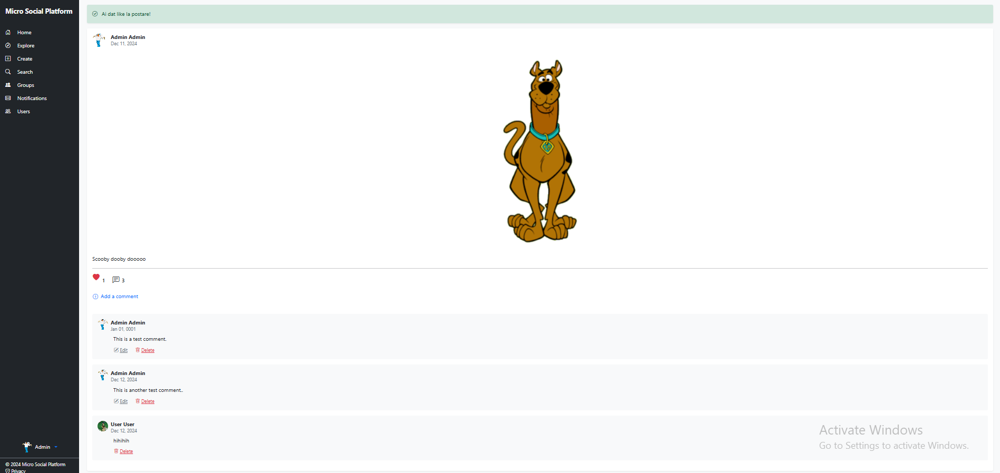 Micro Social Platform
Home
Explore
Create
Search
Groups
Notifications
Users
Admin
© 2024 Micro Social Platform
Privacy
Ai dat like la postare!
Admin Admin
Dec 11, 2024
Scooby dooby dooooo
1 3
Add a comment
Admin Admin
Jan 01, 0001
This is a test comment.
Edit Delete
Admin Admin
Dec 12, 2024
This is another test comment..
Edit Delete
User User
Dec 12, 2024
hihihih
Delete
Activate Windows
Go to Settings to activate Windows.